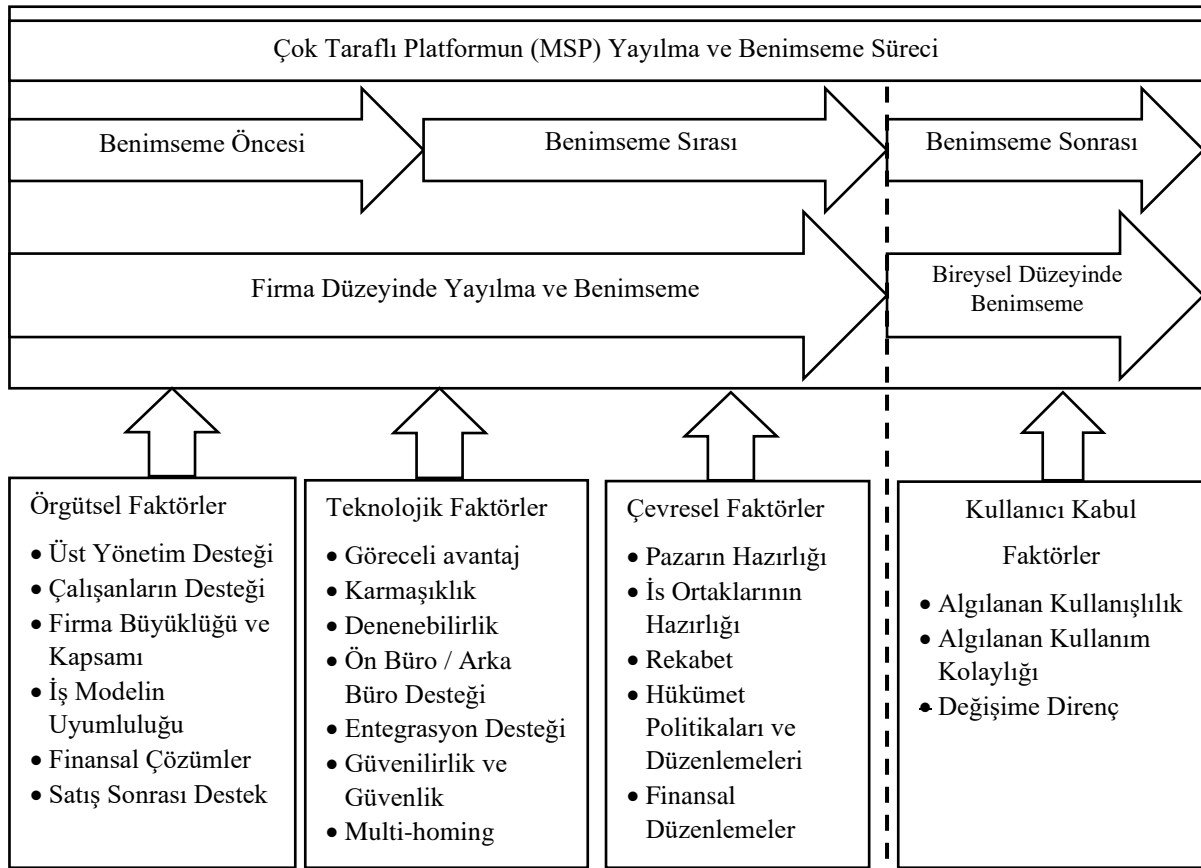 Çok Taraflı Platformun (MSP) Yayılma ve Benimseme Süreci
Benimseme Öncesi
Benimseme Sırası
Benimseme Sonrası
Firma Düzeyinde Yayılma ve Benimseme
Bireysel Düzeyinde
Benimseme
Örgütsel Faktörler
• Üst Yönetim Desteği
• Çalışanların Desteği
• Firma Büyüklüğü ve
Kapsamı
• İş Modelin
Uyumluluğu
• Finansal Çözümler
• Satış Sonrası Destek
Teknolojik Faktörler
• Göreceli avantaj
• Karmaşıklık
• Denenebilirlik
• Ön Büro / Arka
Büro Desteği
• Entegrasyon Desteği
• Güvenilirlik ve
Güvenlik
• Multi-homing
Çevresel Faktörler
• Pazarın Hazırlığı
• İs Ortaklarının
Hazırlığı
• Rekabet
• Hükümet
Politikaları ve
Düzenlemeleri
• Finansal
Düzenlemeler
Kullanıcı Kabul
Faktörler
• Algılanan Kullanışlılık
• Algılanan Kullanım
Kolaylığı
• Değişime Direnç